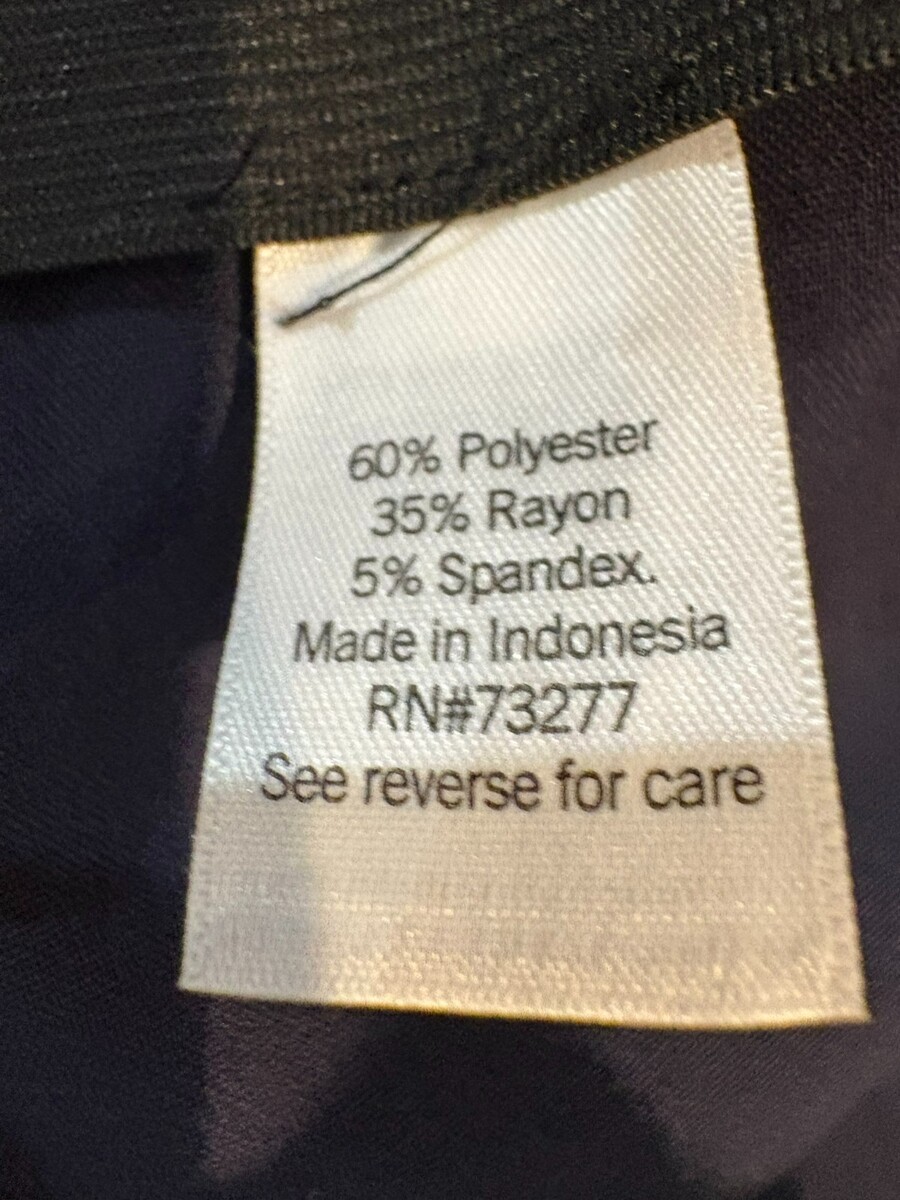 60% Polyester
35% Rayon
5% Spandex.
Made in Indonesia
RN#73277
See reverse for care